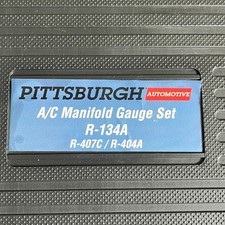 PITTSBURGH AUTOMOTIVE
A/C Manifold Gauge Set
R-134A
R-407C / R-404A